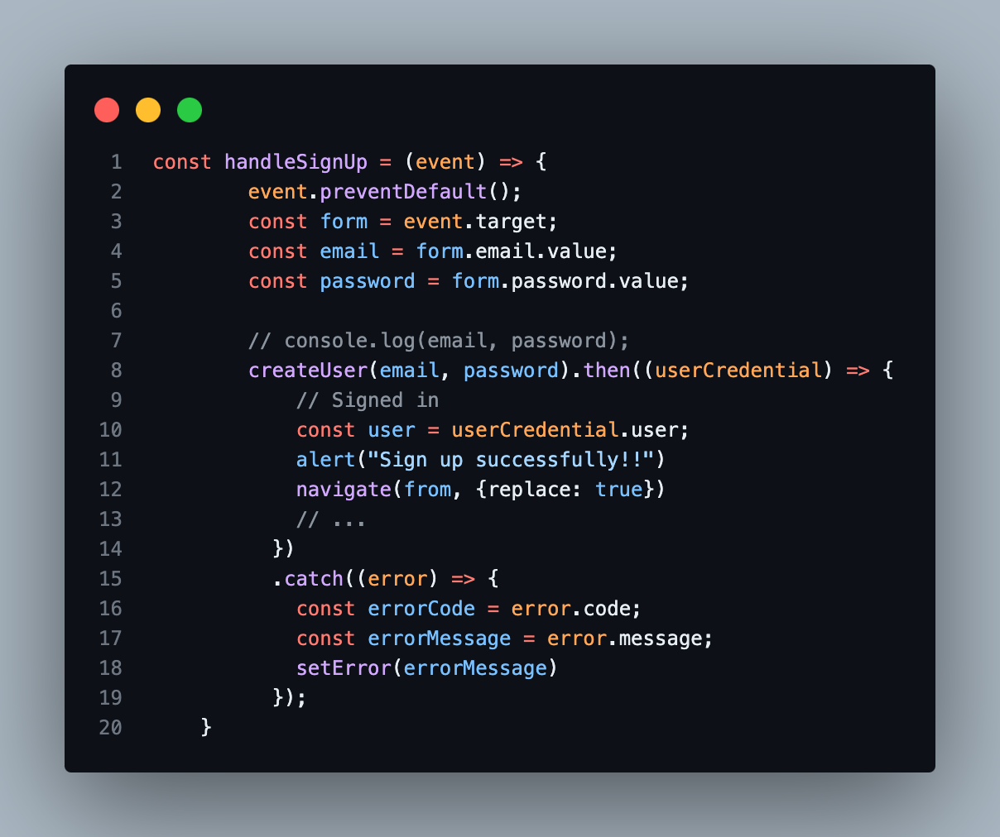 1 const handleSignUp = (event) => {
2         event.preventDefault();
3         const form = event.target;
4         const email = form.email.value;
5         const password = form.password.value;
6
7         // console.log(email, password);
8         createUser(email, password).then((userCredential) => {
9             // Signed in
10             const user = userCredential.user;
11             alert("Sign up successfully!!")
12             navigate(from, {replace: true})
13             // ...
14           })
15           .catch((error) => {
16             const errorCode = error.code;
17             const errorMessage = error.message;
18             setError(errorMessage)
19           });
20     }